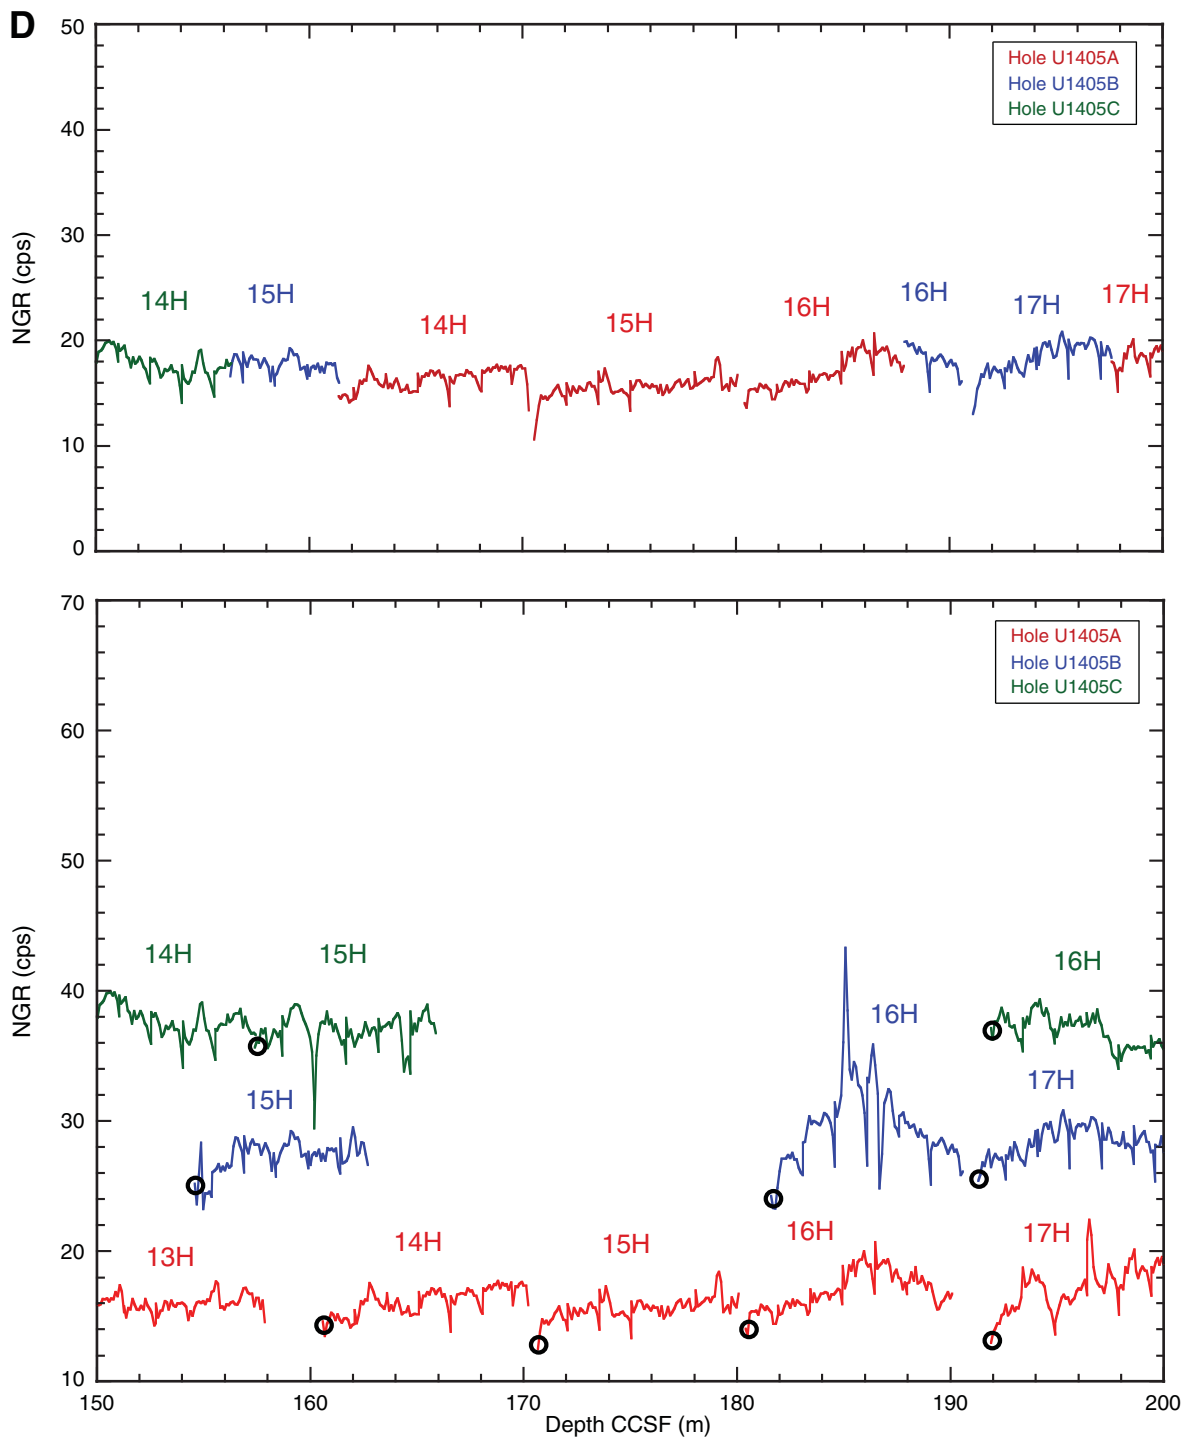 D
50
40
30
20
10
0
NGR (cps)
Hole U1405A
Hole U1405B
Hole U1405C
14H
15H
14H
15H
16H
16H
17H
17H
70
60
50
40
30
20
10
NGR (cps)
Hole U1405A
Hole U1405B
Hole U1405C
14H
15H
16H
15H
16H
17H
13H
14H
15H
16H
17H
150 160 170 180 190 200
Depth CCSF (m)